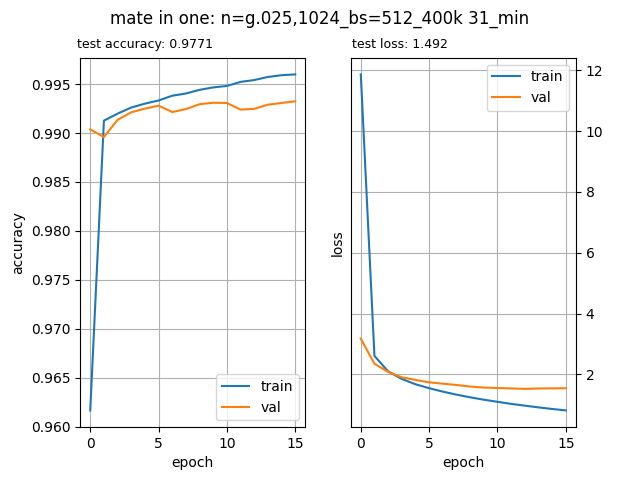 mate in one: n=g.025,1024_bs=512_400k 31_min
test accuracy: 0.9771
0.995
0.990
0.985
0.980
0.975
0.970
0.965
0.960
accuracy
train
val
0
5
10
15
epoch
test loss: 1.492
train
val
12
10
8
6
4
2
loss
0
5
10
15
epoch